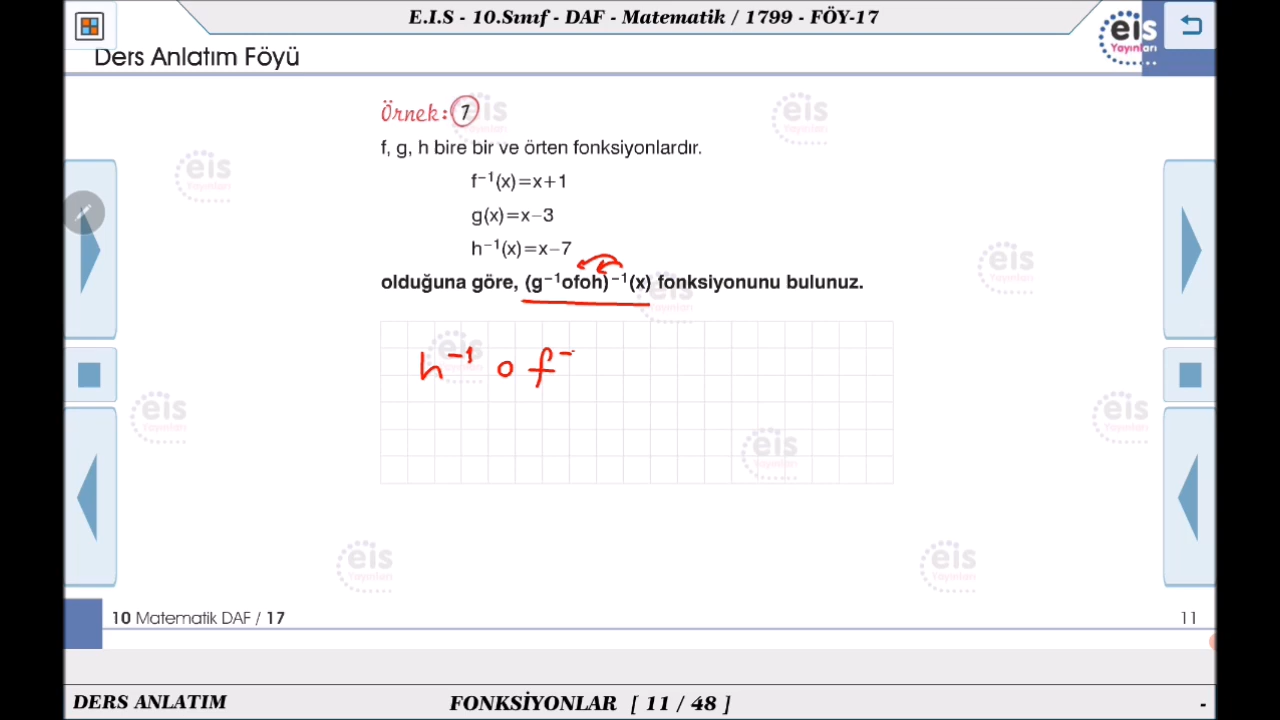 E.I.S - 10.Sınıf - DAF - Matematik / 1799 - FÖY-17
eis
Yayınları
Ders Anlatım Föyü
Örnek: 7
f, g, h bire bir ve örten fonksiyonlardır.
f⁻¹(x)=x+1
g(x)=x–3
h⁻¹(x)=x–7
olduğuna göre, (g⁻¹ofoh)⁻¹(x) fonksiyonunu bulunuz.
h⁻¹ o f⁻
10 Matematik DAF / 17
11
DERS ANLATIM
FONKSİYONLAR [ 11 / 48 ]
-